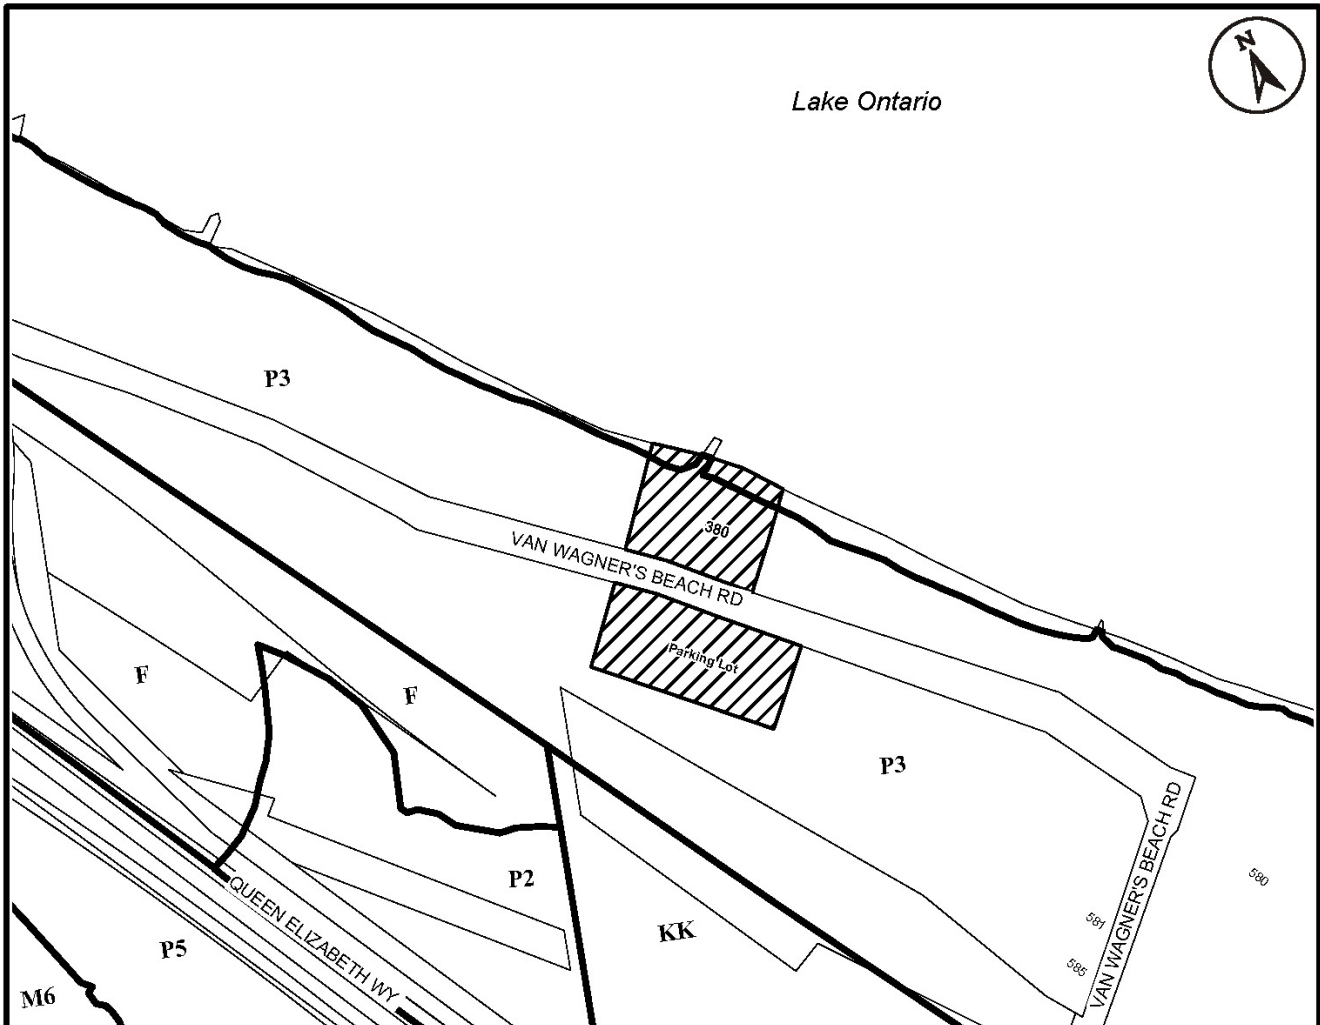 N
Lake Ontario
P3
380
VAN WAGNER'S BEACH RD
Parking Lot
F
F
P3
VAN WAGNER'S BEACH RD
P2
580
QUEEN ELIZABETH WY
581
KK
P5
585
M6